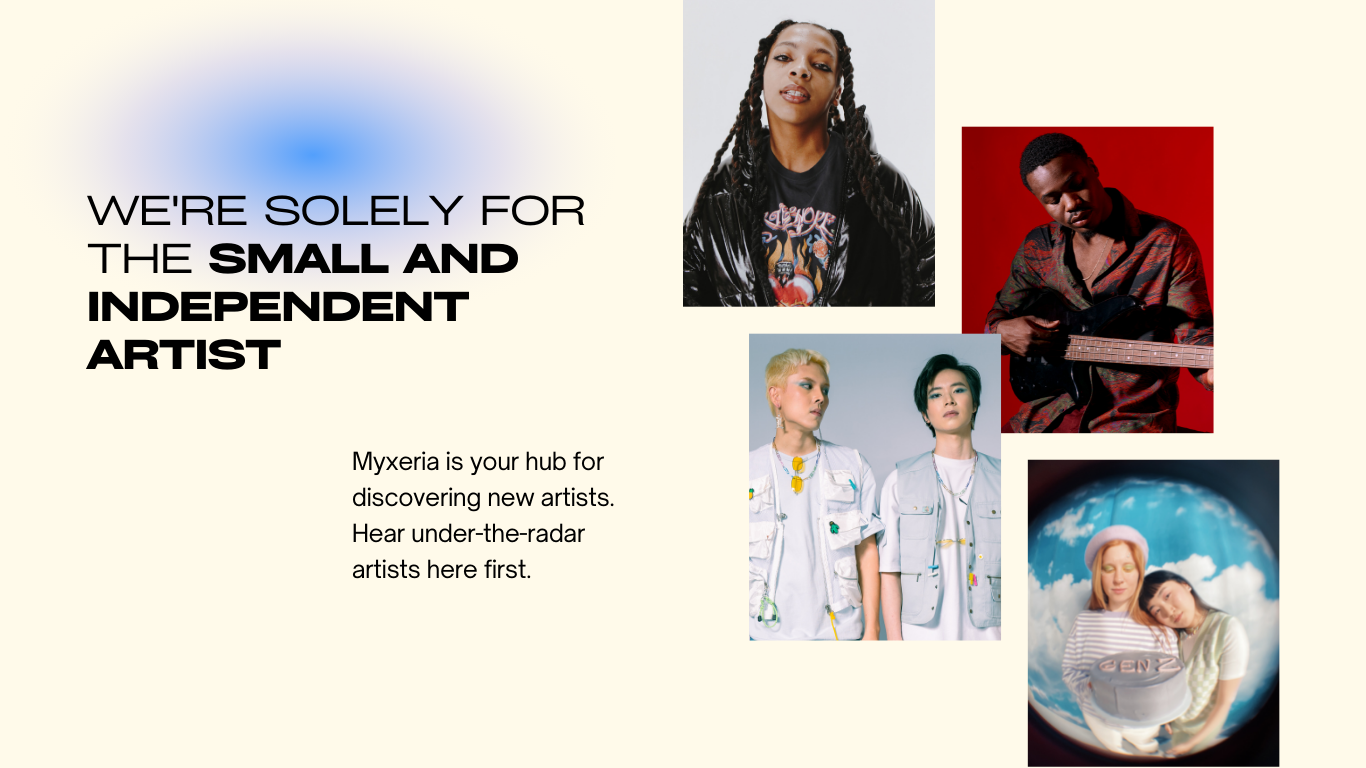 WE'RE SOLELY FOR
THE SMALL AND
INDEPENDENT
ARTIST
Myxeria is your hub for
discovering new artists.
Hear under-the-radar
artists here first.
GEN Z